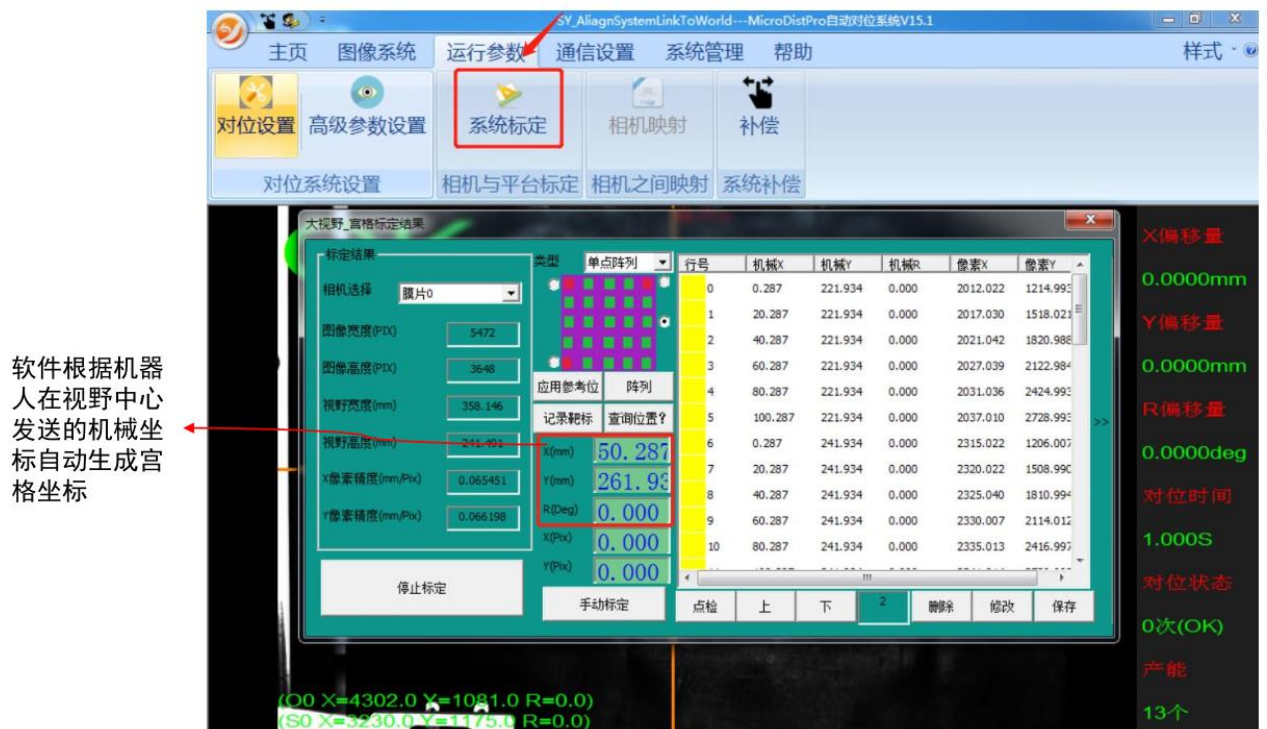 SY_AliagnSystemLinkToWorld---MicroDistPro自动对位系统V15.1
主页 图像系统 运行参数 通信设置 系统管理 帮助 样式
对位设置 高级参数设置 系统标定 相机映射 补偿
对位系统设置 相机与平台标定 相机之间映射 系统补偿
软件根据机器
人在视野中心
发送的机械坐
标自动生成宫
格坐标
大视野_宫格标定结果
标定结果
相机选择 膜片0
图像宽度(PIX) 5472
图像高度(PIX) 3648
视野宽度(mm) 358.146
视野高度(mm) 241.491
X像素精度(mm/Pix) 0.065451
Y像素精度(mm/Pix) 0.066198
停止标定
类型 单点阵列
应用参考位 阵列
记录靶标 查询位置?
X(mm) 50.287
Y(mm) 261.93
R(Deg) 0.000
X(Pix) 0.000
Y(Pix) 0.000
手动标定
行号 机械X 机械Y 机械R 像素X 像素Y
0 0.287 221.934 0.000 2012.022 1214.993
1 20.287 221.934 0.000 2017.030 1518.021
2 40.287 221.934 0.000 2021.042 1820.988
3 60.287 221.934 0.000 2027.039 2122.984
4 80.287 221.934 0.000 2031.036 2424.993
5 100.287 221.934 0.000 2037.010 2728.993
6 0.287 241.934 0.000 2315.022 1206.007
7 20.287 241.934 0.000 2320.022 1508.990
8 40.287 241.934 0.000 2325.040 1810.994
9 60.287 241.934 0.000 2330.007 2114.012
10 80.287 241.934 0.000 2335.013 2416.997
点检 上 下 2 删除 修改 保存
>>
X偏移量
0.0000mm
Y偏移量
0.0000mm
R偏移量
0.0000deg
对位时间
1.000S
对位状态
0次(OK)
产能
13个
(O0 X=4302.0 Y=1081.0 R=0.0)
(S0 X=3230.0 Y=1175.0 R=0.0)